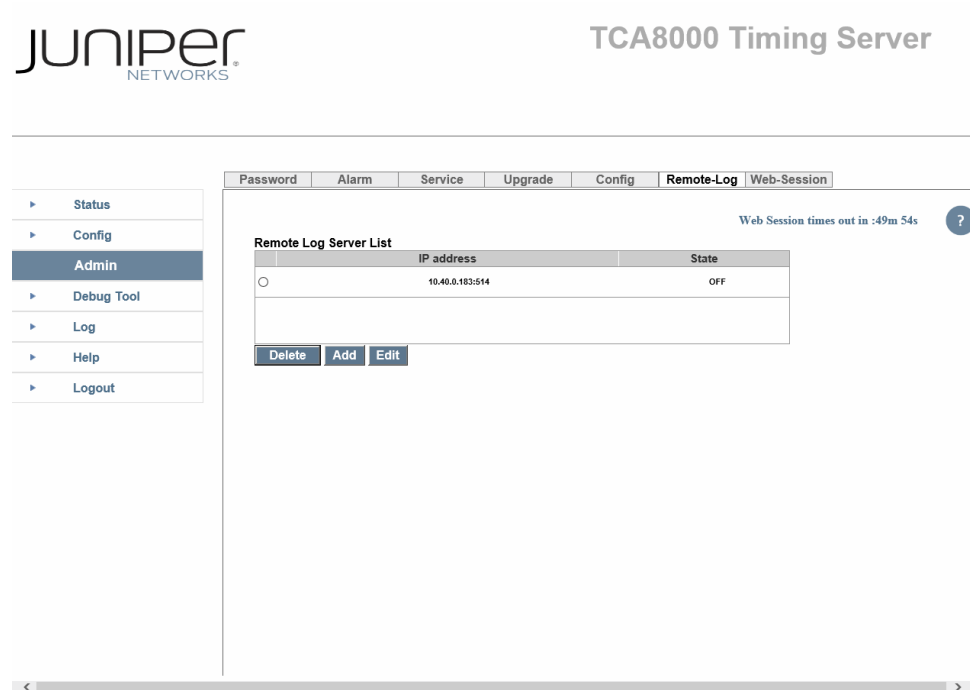 JUNIPEr
NETWORKS
TCA8000 Timing Server
Password Alarm Service Upgrade Config Remote-Log Web-Session
Status
Config
Admin
Debug Tool
Log
Help
Logout
Web Session times out in :49m 54s
?
Remote Log Server List
IP address State
10.40.0.183:514 OFF
Delete Add Edit